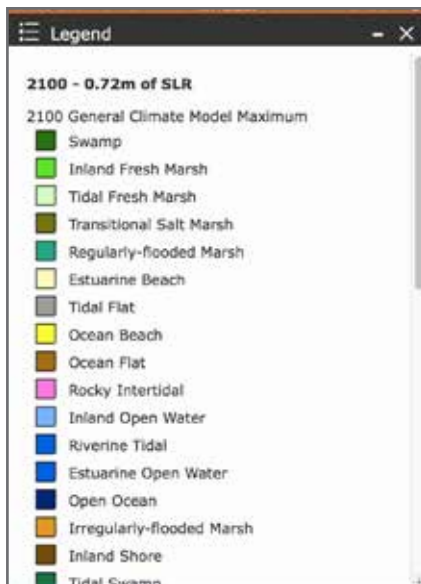 Legend
2100 - 0.72m of SLR
2100 General Climate Model Maximum
Swamp
Inland Fresh Marsh
Tidal Fresh Marsh
Transitional Salt Marsh
Regularly-flooded Marsh
Estuarine Beach
Tidal Flat
Ocean Beach
Ocean Flat
Rocky Intertidal
Inland Open Water
Riverine Tidal
Estuarine Open Water
Open Ocean
Irregularly-flooded Marsh
Inland Shore
Tidal Swamp